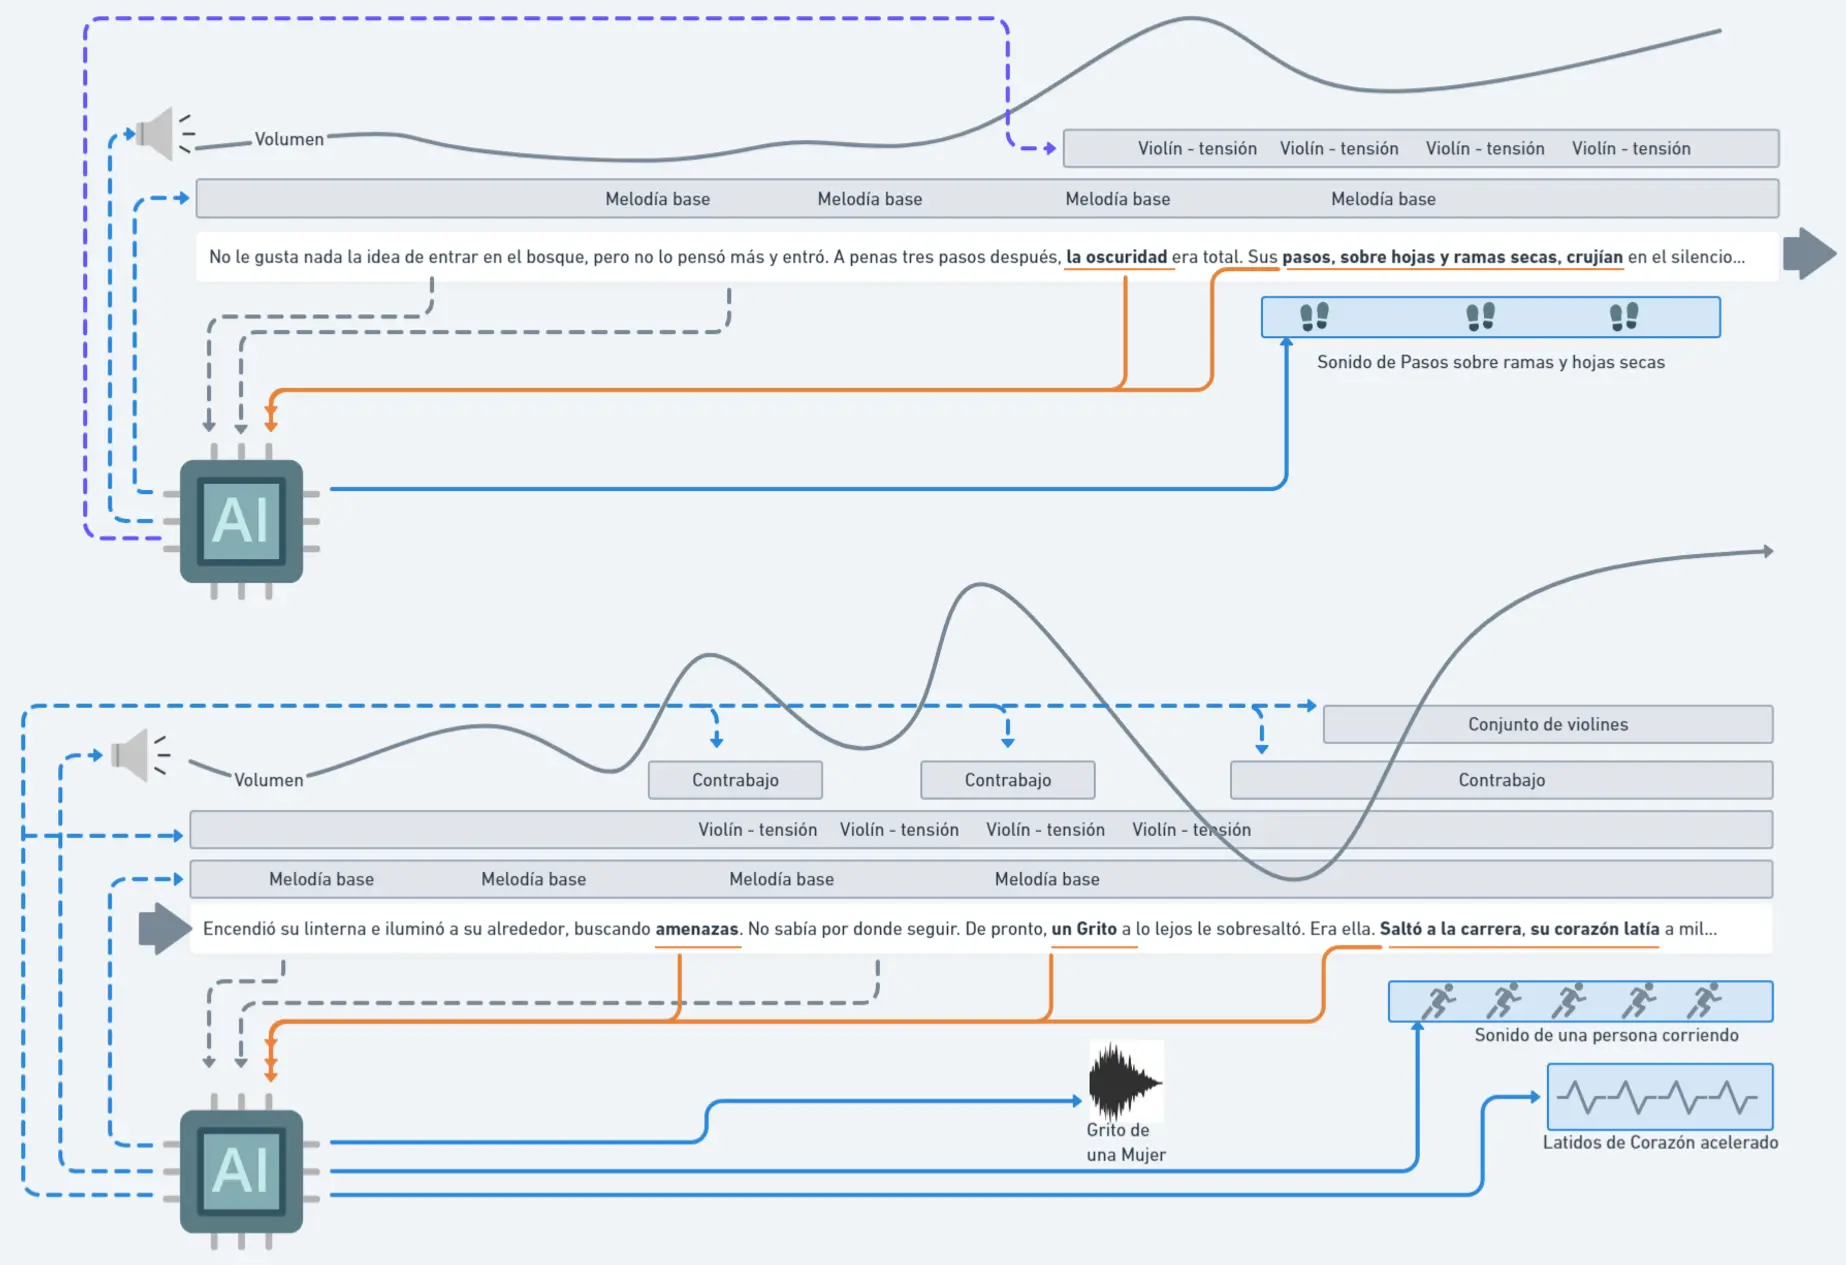 Volumen
Violín - tensión Violín - tensión Violín - tensión Violín - tensión
Melodía base Melodía base Melodía base Melodía base
No le gusta nada la idea de entrar en el bosque, pero no lo pensó más y entró. A penas tres pasos después, la oscuridad era total. Sus pasos, sobre hojas y ramas secas, crujían en el silencio...
Sonido de Pasos sobre ramas y hojas secas
AI
Conjunto de violines
Volumen
Contrabajo Contrabajo Contrabajo
Violín - tensión Violín - tensión Violín - tensión Violín - tensión
Melodía base Melodía base Melodía base Melodía base
Encendió su linterna e iluminó a su alrededor, buscando amenazas. No sabía por donde seguir. De pronto, un Grito a lo lejos le sobresaltó. Era ella. Saltó a la carrera, su corazón latía a mil...
Sonido de una persona corriendo
Grito de
una Mujer
Latidos de Corazón acelerado
AI